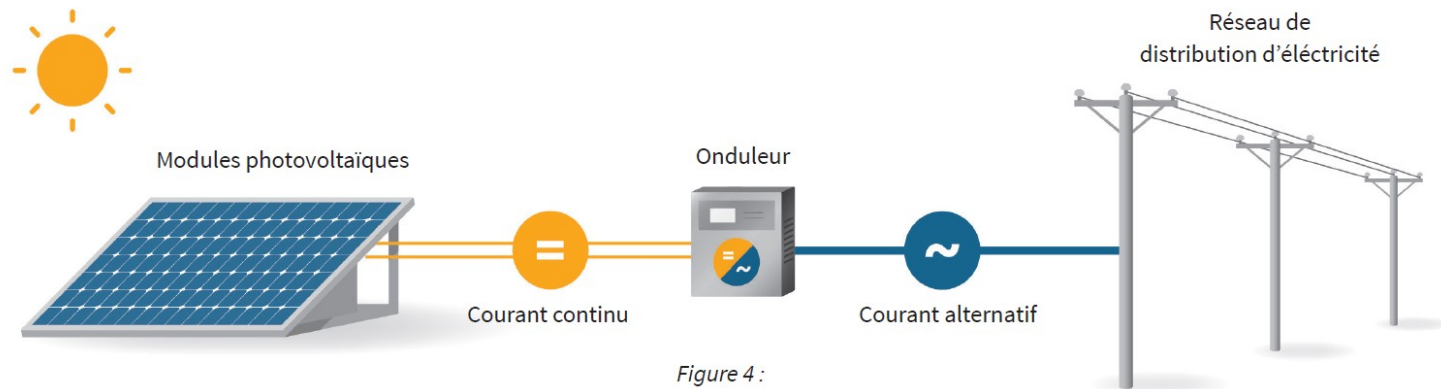 Réseau de
distribution d'éléctricité
Modules photovoltaïques
Onduleur
=
~
=
~
Courant continu
Courant alternatif
Figure 4 :